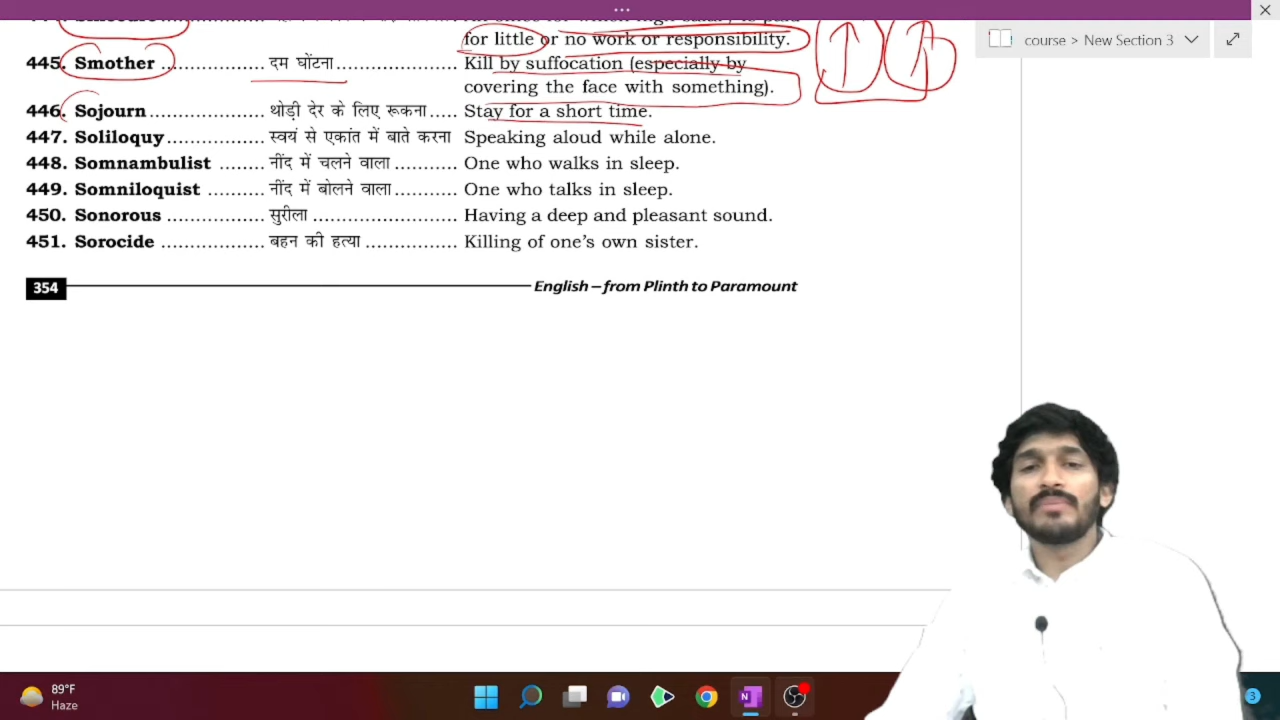 for little or no work or responsibility.
course > New Section 3
445. Smother .................. दम घोंटना..................... Kill by suffocation (especially by
covering the face with something).
446. Sojourn.................... थोड़ी देर के लिए रूकना ..... Stay for a short time.
447. Soliloquy................. स्वयं से एकांत में बाते करना Speaking aloud while alone.
448. Somnambulist ........ नींद में चलने वाला ........... One who walks in sleep.
449. Somniloquist .......... नींद में बोलने वाला ........... One who talks in sleep.
450. Sonorous ................. सुरीला ......................... Having a deep and pleasant sound.
451. Sorocide .................. बहन की हत्या ................ Killing of one’s own sister.
354
English – from Plinth to Paramount
89°F
Haze
3